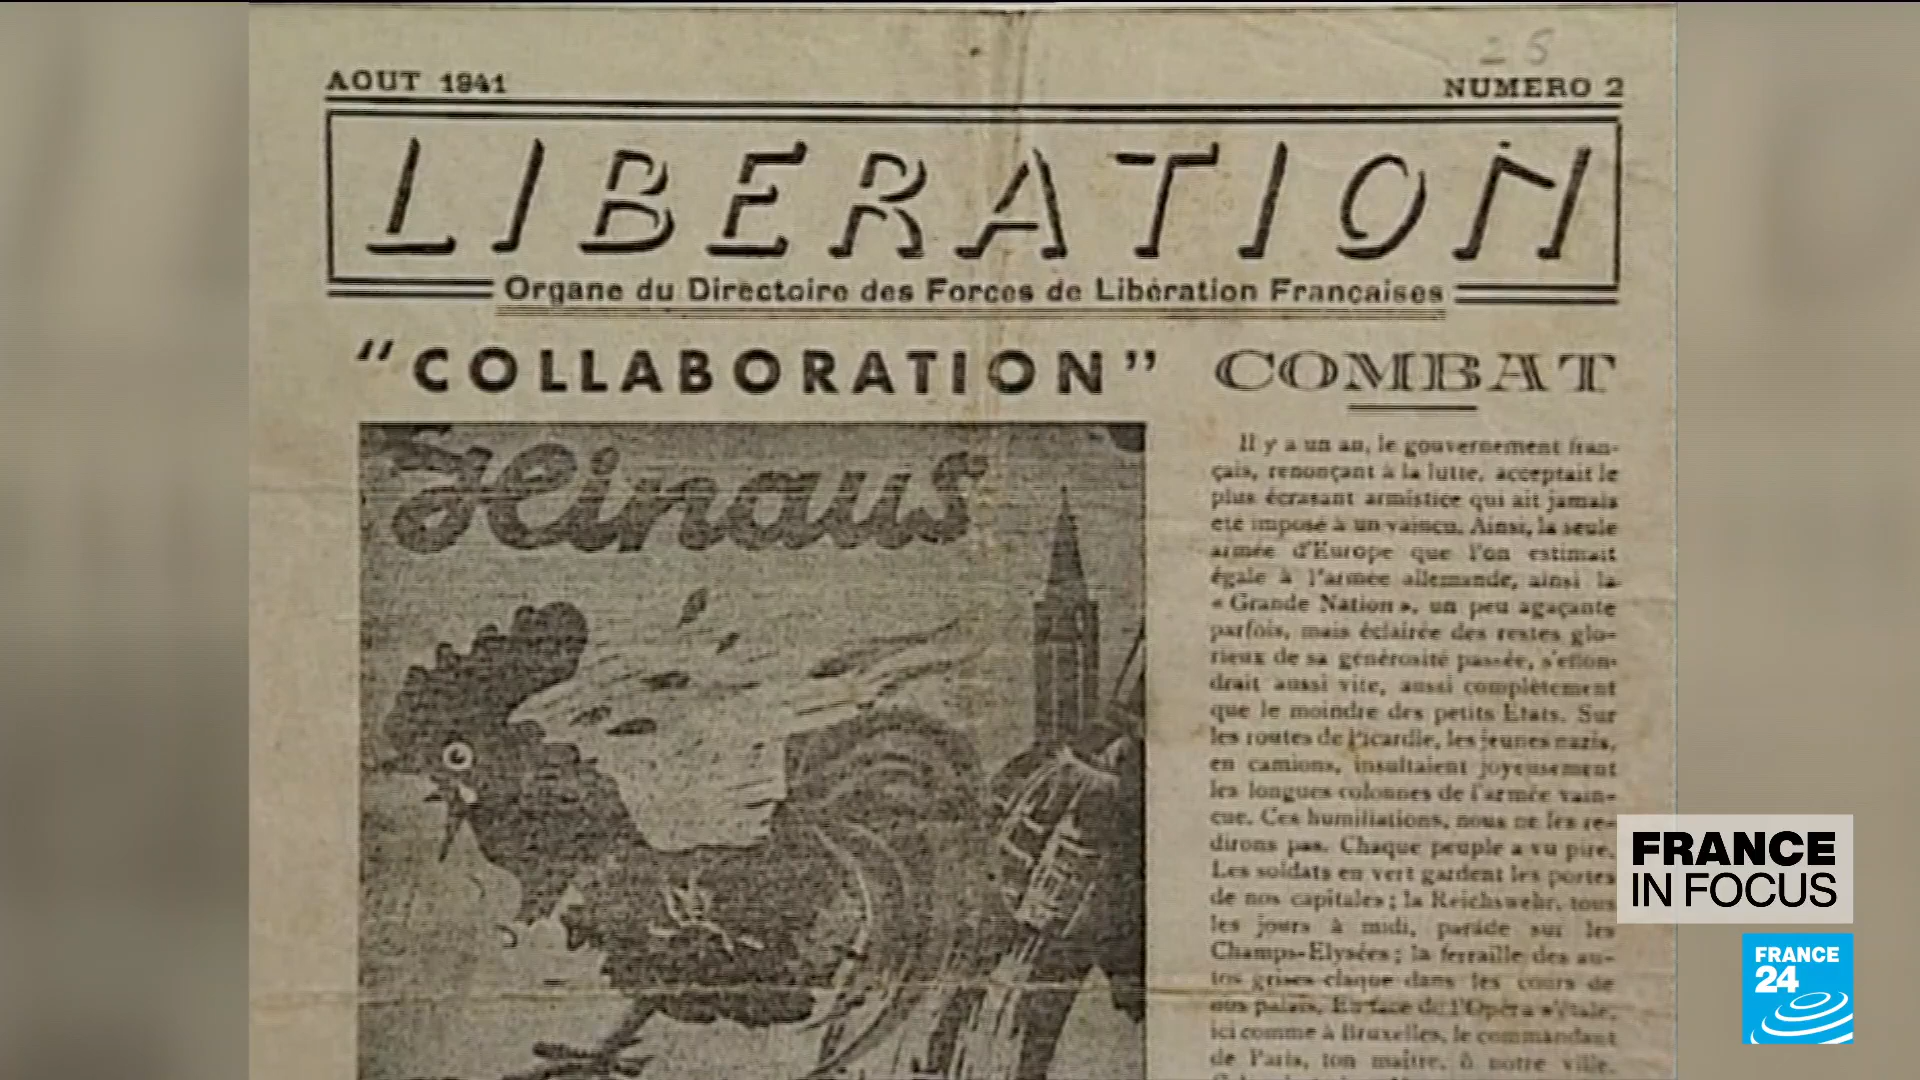 25
AOUT 1941
NUMERO 2
LIBERATION
Organe du Directoire des Forces de Libération Françaises
"COLLABORATION"
Hinaus
COMBAT
Il y a un an, le gouvernement fran-
çais, renonçant à la lutte, acceptait le
plus écrasant armistice qui ait jamais
été imposé à un vaincu. Ainsi, la seule
armée d'Europe que l'on estimait
égale à l'armée allemande, ainsi la
« Grande Nation », un peu agaçante
parfois, mais éclairée des restes glo-
rieux de sa générosité passée, s'effon-
drait aussi vite, aussi complètement
que le moindre des petits Etats. Sur
les routes de Picardie, les jeunes nazis,
en camions, insultaient joyeusement
les longues colonnes de l'armée vain-
cue. Ces humiliations, nous ne les re-
dirons pas. Chaque peuple a vu pire.
Les soldats en vert gardent les portes
de nos capitales ; la Reichswehr, tous
les jours à midi, parade sur les
Champs-Elysées ; la ferraille des au-
tos grises claque dans les cours de
nos palais. En face de l'Opéra s'étale,
ici comme à Bruxelles, le commandant
de Paris, ton maître, ô notre ville.
FRANCE
IN FOCUS
FRANCE
24